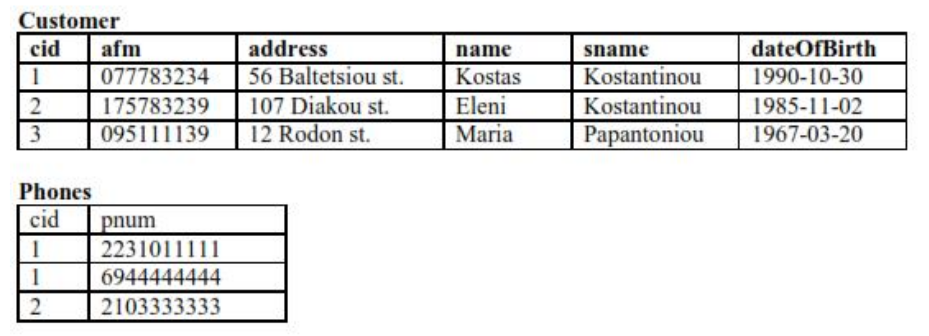 Customer
cid afm address name sname dateOfBirth
1 077783234 56 Baltetsiou st. Kostas Kostantinou 1990-10-30
2 175783239 107 Diakou st. Eleni Kostantinou 1985-11-02
3 095111139 12 Rodon st. Maria Papantoniou 1967-03-20
Phones
cid pnum
1 2231011111
1 6944444444
2 2103333333